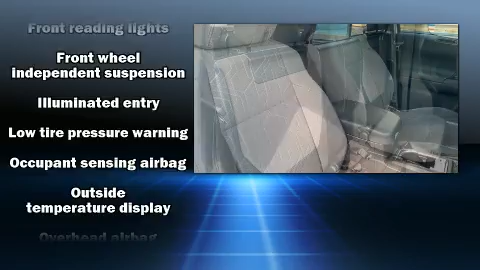 Front reading lights
Front wheel
Independent suspension
Illuminated entry
Low tire pressure warning
Occupant sensing airbag
Outside
temperature display
Overhead airbag